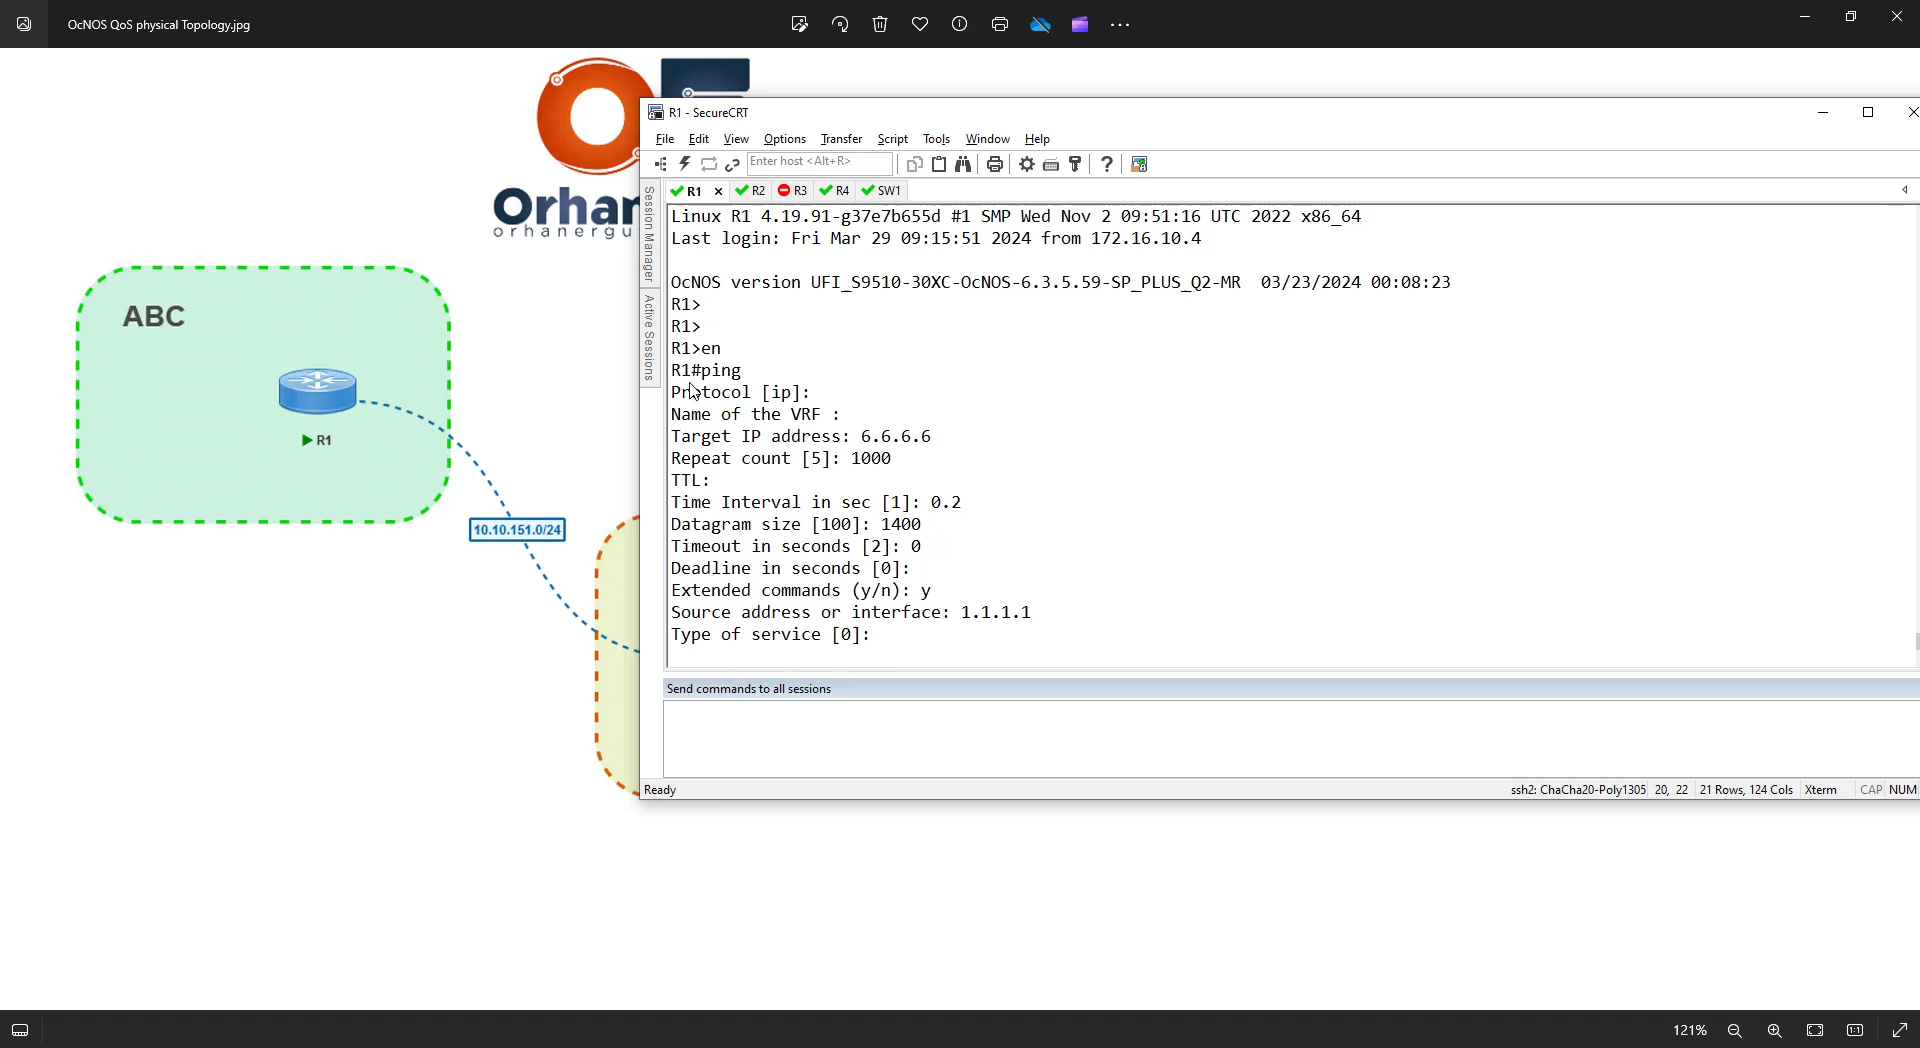 OcNOS QoS physical Topology.jpg
Orhan
orhanergu
ABC
R1
10.10.151.0/24
R1 - SecureCRT
File Edit View Options Transfer Script Tools Window Help
Enter host <Alt+R>
R1 R2 R3 R4 SW1
Session Manager
Active Sessions
Linux R1 4.19.91-g37e7b655d #1 SMP Wed Nov 2 09:51:16 UTC 2022 x86_64
Last login: Fri Mar 29 09:15:51 2024 from 172.16.10.4
OcNOS version UFI_S9510-30XC-OcNOS-6.3.5.59-SP_PLUS_Q2-MR 03/23/2024 00:08:23
R1>
R1>
R1>en
R1#ping
Protocol [ip]:
Name of the VRF :
Target IP address: 6.6.6.6
Repeat count [5]: 1000
TTL:
Time Interval in sec [1]: 0.2
Datagram size [100]: 1400
Timeout in seconds [2]: 0
Deadline in seconds [0]:
Extended commands (y/n): y
Source address or interface: 1.1.1.1
Type of service [0]:
Send commands to all sessions
Ready
ssh2: ChaCha20-Poly1305 20, 22 21 Rows, 124 Cols Xterm CAP NUM
121%
1:1